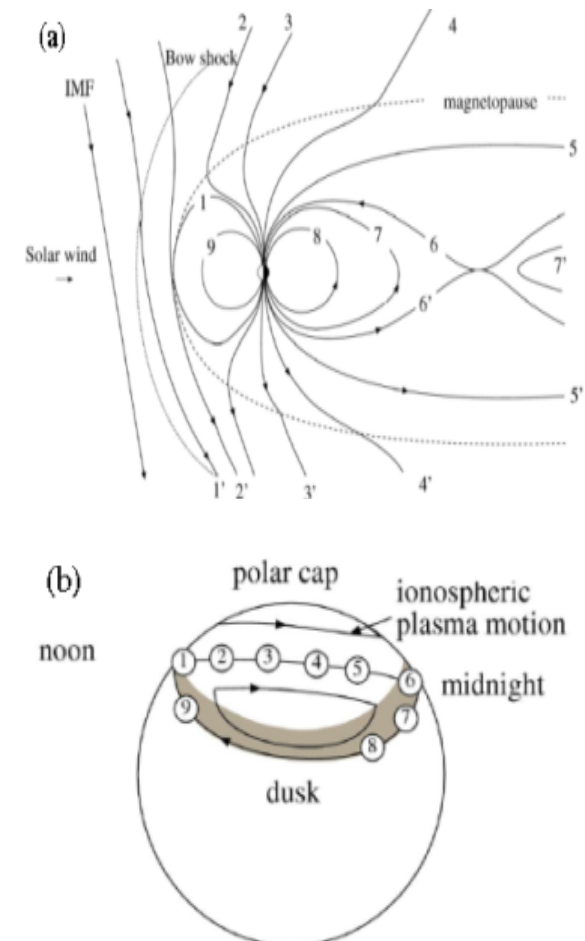 (a)
2
3
4
Bow shock
IMF
magnetopause
5
1
9
8
7
6
7'
Solar wind
6'
5'
1'
2'
3'
4'
(b)
polar cap
ionospheric
plasma motion
noon
1
2
3
4
5
6
midnight
9
7
8
dusk